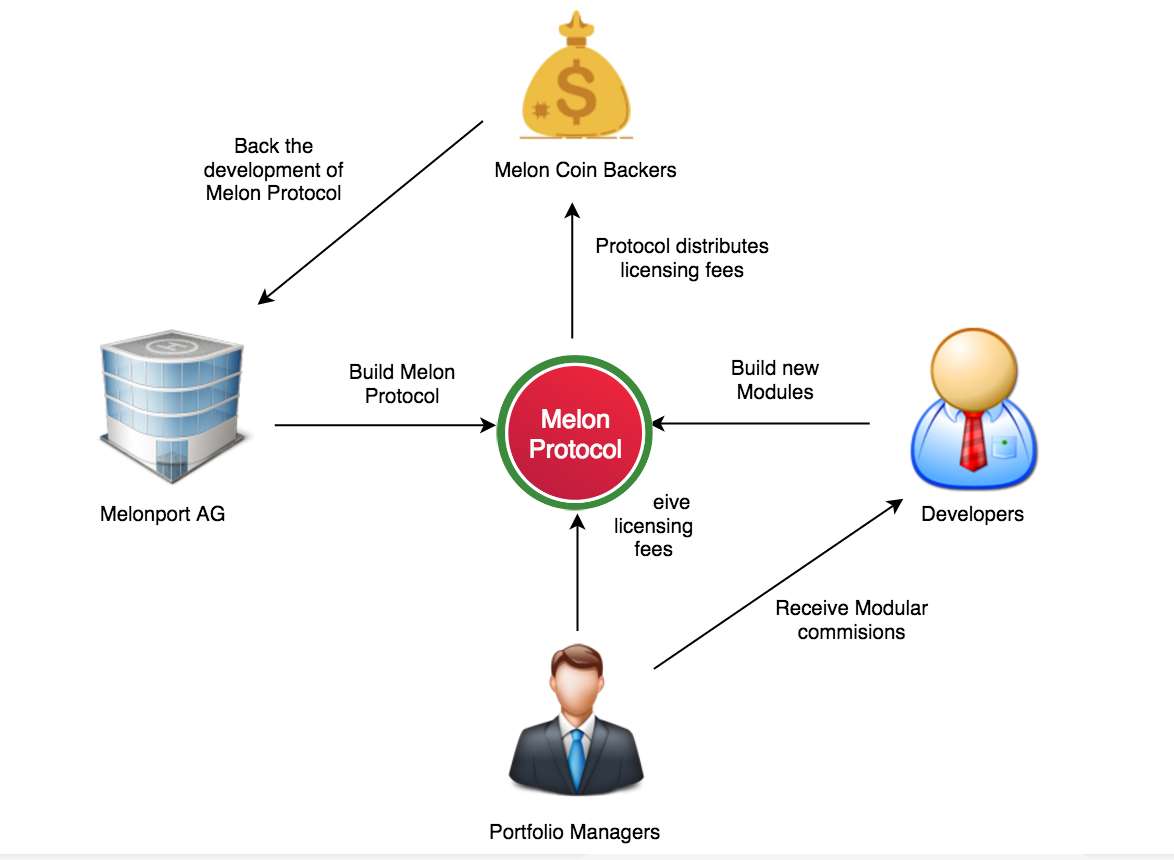 $
Back the
development of
Melon Protocol
Melon Coin Backers
Protocol distributes
licensing fees
Build Melon
Protocol
Build new
Modules
Melon
Protocol
Melonport AG
eive
licensing
fees
Developers
Receive Modular
commisions
Portfolio Managers